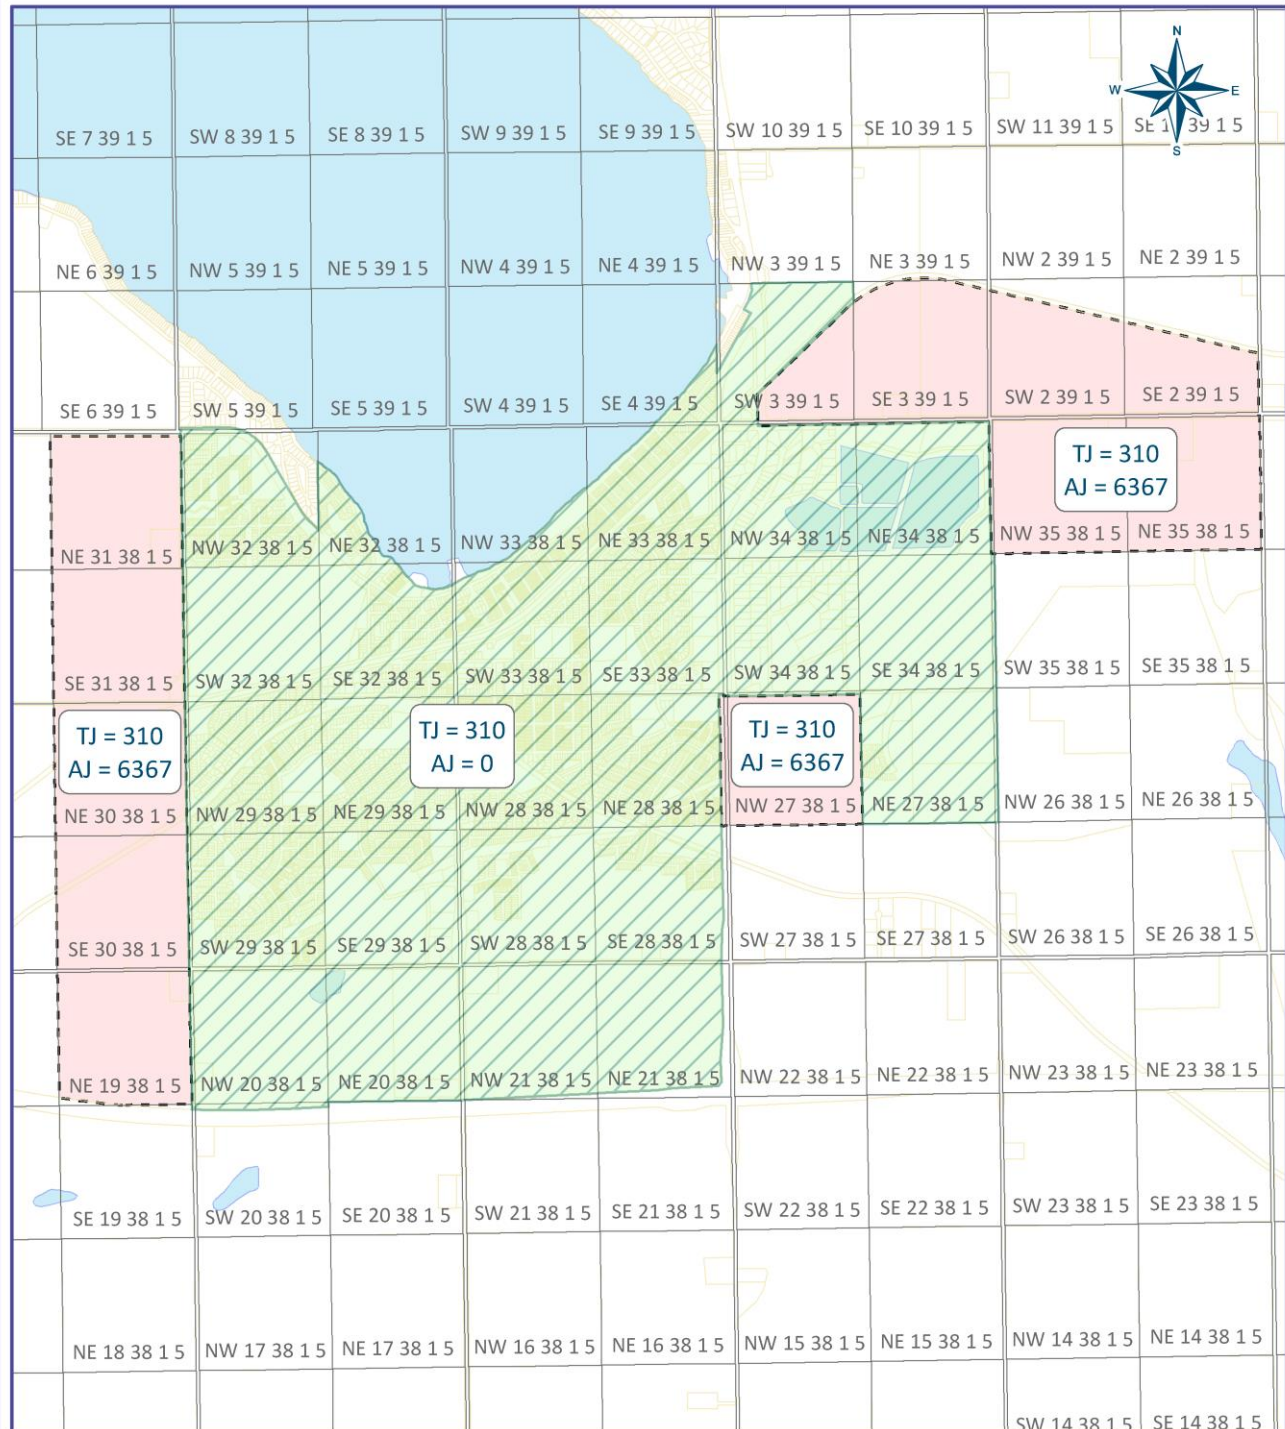 N
W E
S
SE 7 39 1 5
SW 8 39 1 5
SE 8 39 1 5
SW 9 39 1 5
SE 9 39 1 5
SW 10 39 1 5
SE 10 39 1 5
SW 11 39 1 5
SE 1 39 1 5
NE 6 39 1 5
NW 5 39 1 5
NE 5 39 1 5
NW 4 39 1 5
NE 4 39 1 5
NW 3 39 1 5
NE 3 39 1 5
NW 2 39 1 5
NE 2 39 1 5
SE 6 39 1 5
SW 5 39 1 5
SE 5 39 1 5
SW 4 39 1 5
SE 4 39 1 5
SW 3 39 1 5
SE 3 39 1 5
SW 2 39 1 5
SE 2 39 1 5
TJ = 310
AJ = 6367
NE 31 38 1 5
NW 32 38 1 5
NE 32 38 1 5
NW 33 38 1 5
NE 33 38 1 5
NW 34 38 1 5
NE 34 38 1 5
NW 35 38 1 5
NE 35 38 1 5
SE 31 38 1 5
SW 32 38 1 5
SE 32 38 1 5
SW 33 38 1 5
SE 33 38 1 5
SW 34 38 1 5
SE 34 38 1 5
SW 35 38 1 5
SE 35 38 1 5
TJ = 310
AJ = 6367
TJ = 310
AJ = 0
TJ = 310
AJ = 6367
NE 30 38 1 5
NW 29 38 1 5
NE 29 38 1 5
NW 28 38 1 5
NE 28 38 1 5
NW 27 38 1 5
NE 27 38 1 5
NW 26 38 1 5
NE 26 38 1 5
SE 30 38 1 5
SW 29 38 1 5
SE 29 38 1 5
SW 28 38 1 5
SE 28 38 1 5
SW 27 38 1 5
SE 27 38 1 5
SW 26 38 1 5
SE 26 38 1 5
NE 19 38 1 5
NW 20 38 1 5
NE 20 38 1 5
NW 21 38 1 5
NE 21 38 1 5
NW 22 38 1 5
NE 22 38 1 5
NW 23 38 1 5
NE 23 38 1 5
SE 19 38 1 5
SW 20 38 1 5
SE 20 38 1 5
SW 21 38 1 5
SE 21 38 1 5
SW 22 38 1 5
SE 22 38 1 5
SW 23 38 1 5
SE 23 38 1 5
NE 18 38 1 5
NW 17 38 1 5
NE 17 38 1 5
NW 16 38 1 5
NE 16 38 1 5
NW 15 38 1 5
NE 15 38 1 5
NW 14 38 1 5
NE 14 38 1 5
SW 14 38 1 5
SE 14 38 1 5